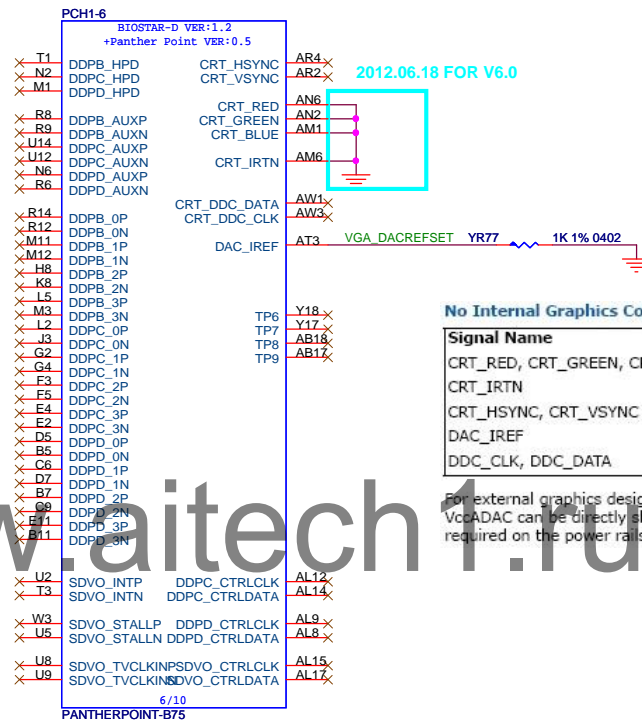 PCH1-6
BIOSTAR-D VER:1.2
+Panther Point VER:0.5
T1 DDPB_HPD CRT_HSYNC AR4
N2 DDPC_HPD CRT_VSYNC AR2
M1 DDPD_HPD
2012.06.18 FOR V6.0
CRT_RED AN6
R8 DDPB_AUXP CRT_GREEN AN2
R9 DDPB_AUXN CRT_BLUE AM1
U14 DDPC_AUXP
U12 DDPC_AUXN CRT_IRTN AM6
N6 DDPD_AUXP
R6 DDPD_AUXN
CRT_DDC_DATA AW1
R14 DDPB_0P CRT_DDC_CLK AW3
R12 DDPB_0N
M11 DDPB_1P DAC_IREF AT3 VGA_DACREFSET YR77 1K 1% 0402
M12 DDPB_1N
H8 DDPB_2P
K8 DDPB_2N
L5 DDPB_3P
M3 DDPB_3N TP6 Y18
L2 DDPC_0P TP7 Y17
J3 DDPC_0N TP8 AB18
G2 DDPC_1P TP9 AB17
G4 DDPC_1N
F3 DDPC_2P
F5 DDPC_2N
E4 DDPC_3P
E2 DDPC_3N
D5 DDPD_0P
B5 DDPD_0N
C6 DDPD_1P
D7 DDPD_1N
B7 DDPD_2P
C9 DDPD_2N
E11 DDPD_3P
B11 DDPD_3N
No Internal Graphics Co
Signal Name
CRT_RED, CRT_GREEN, C
CRT_IRTN
CRT_HSYNC, CRT_VSYNC
DAC_IREF
DDC_CLK, DDC_DATA
For external graphics desig
VccADAC can be directly s
required on the power rails
w.aitech1.ru
U2 SDVO_INTP DDPC_CTRLCLK AL12
T3 SDVO_INTN DDPC_CTRLDATA AL14
W3 SDVO_STALLP DDPD_CTRLCLK AL9
U5 SDVO_STALLN DDPD_CTRLDATA AL8
U8 SDVO_TVCLKINP SDVO_CTRLCLK AL15
U9 SDVO_TVCLKINN SDVO_CTRLDATA AL17
6/10
PANTHERPOINT-B75